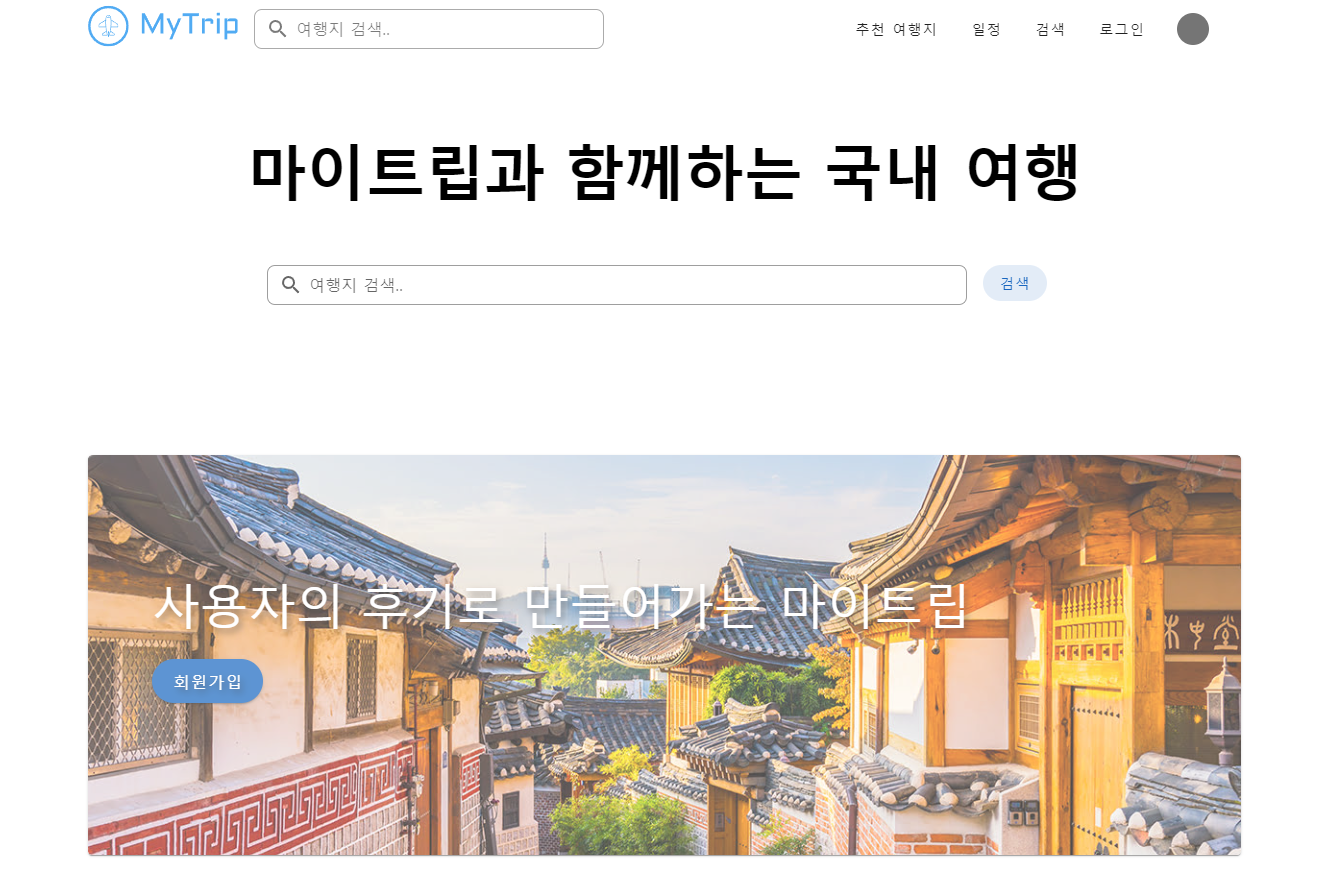 MyTrip
여행지 검색..
추천 여행지
일정
검색
로그인
마이트립과 함께하는 국내 여행
여행지 검색..
검색
사용자의 후기로 만들어가는 마이트립
회원가입